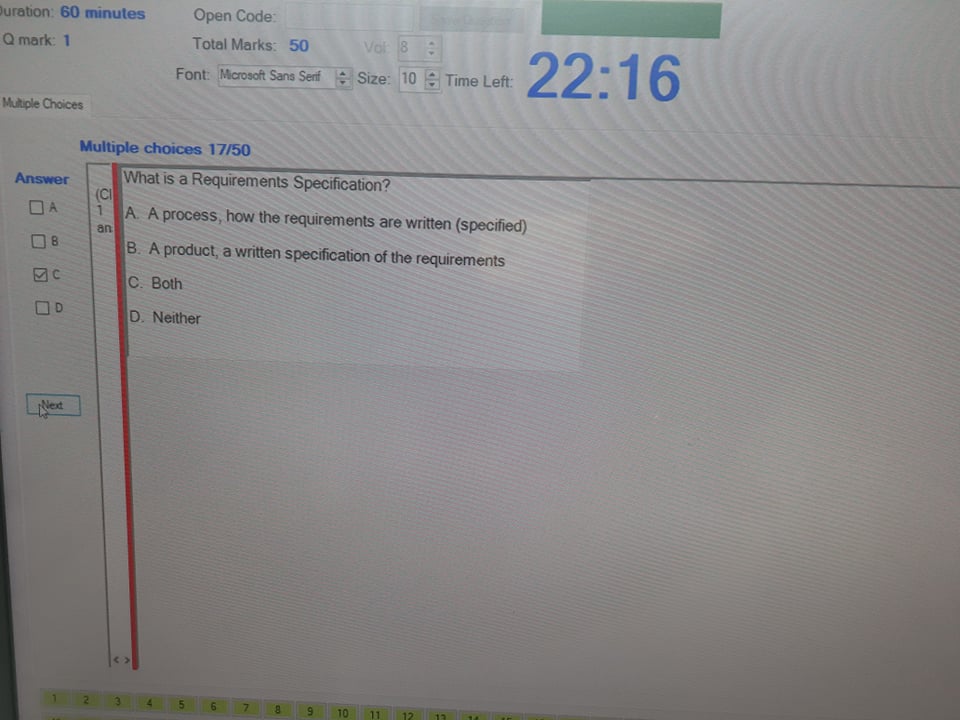 Duration: 60 minutes
Open Code:
Q mark: 1
Total Marks: 50
Vol: 8
Font: Microsoft Sans Serif
Size: 10
Time Left: 22:16
Multiple Choices
Multiple choices 17/50
Answer
A
B
C
D
Next
(Cl
1
an
What is a Requirements Specification?
A. A process, how the requirements are written (specified)
B. A product, a written specification of the requirements
C. Both
D. Neither
< >
1 2 3 4 5 6 7 8 9 10 11 12 13 14